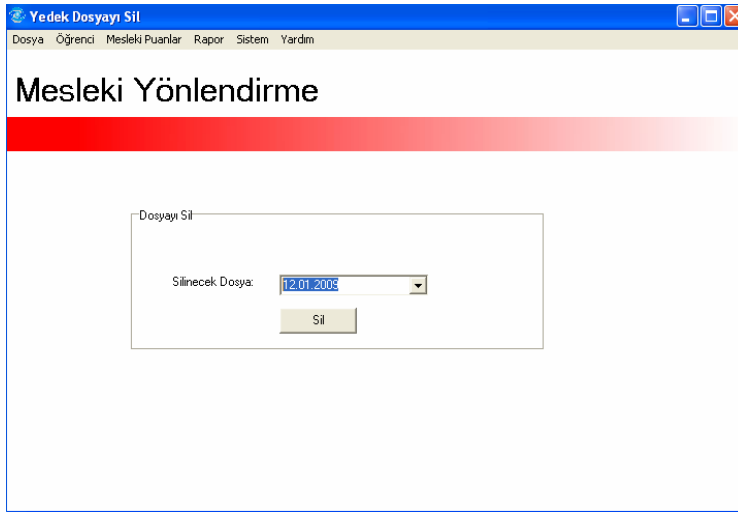 Yedek Dosyayı Sil
Dosya Öğrenci Mesleki Puanlar Rapor Sistem Yardım
Mesleki Yönlendirme
Dosyayı Sil
Silinecek Dosya: 12.01.2009
Sil